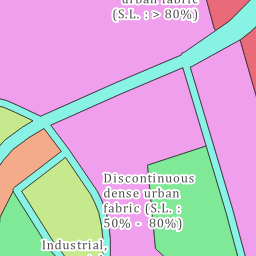 urban fabric
(S.L. : > 80%)
Discontinuous
dense urban
fabric (S.L. :
50% - 80%)
Industrial,